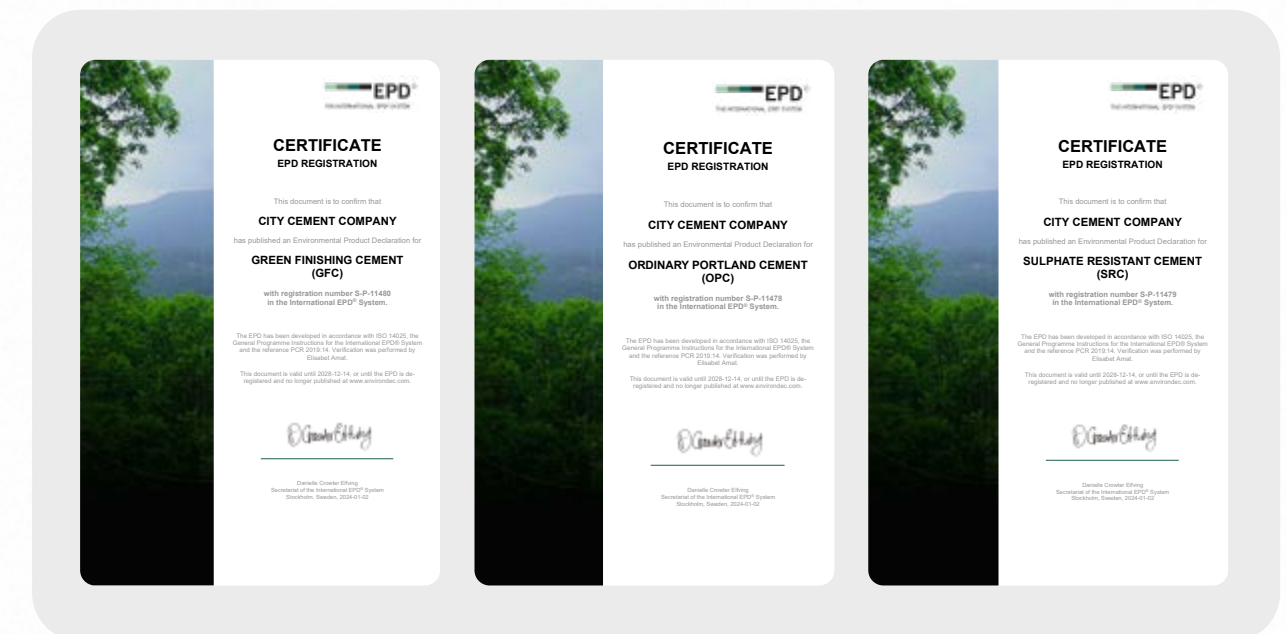 EPD®
THE INTERNATIONAL EPD® SYSTEM
CERTIFICATE
EPD REGISTRATION
This document is to confirm that
CITY CEMENT COMPANY
has published an Environmental Product Declaration for
GREEN FINISHING CEMENT
(GFC)
with registration number S-P-11480
in the International EPD® System.
The EPD has been developed in accordance with ISO 14025, the
General Programme Instructions for the International EPD® System
and the reference PCR 2019:14. Verification was performed by
Elisabet Amat.
This document is valid until 2028-12-14, or until the EPD is de-
registered and no longer published at www.environdec.com.
Danielle Crowter Elfving
Secretariat of the International EPD® System
Stockholm, Sweden, 2024-01-02
EPD®
THE INTERNATIONAL EPD® SYSTEM
CERTIFICATE
EPD REGISTRATION
This document is to confirm that
CITY CEMENT COMPANY
has published an Environmental Product Declaration for
ORDINARY PORTLAND CEMENT
(OPC)
with registration number S-P-11478
in the International EPD® System.
The EPD has been developed in accordance with ISO 14025, the
General Programme Instructions for the International EPD® System
and the reference PCR 2019:14. Verification was performed by
Elisabet Amat.
This document is valid until 2028-12-14, or until the EPD is de-
registered and no longer published at www.environdec.com.
Danielle Crowter Elfving
Secretariat of the International EPD® System
Stockholm, Sweden, 2024-01-02
EPD®
THE INTERNATIONAL EPD® SYSTEM
CERTIFICATE
EPD REGISTRATION
This document is to confirm that
CITY CEMENT COMPANY
has published an Environmental Product Declaration for
SULPHATE RESISTANT CEMENT
(SRC)
with registration number S-P-11479
in the International EPD® System.
The EPD has been developed in accordance with ISO 14025, the
General Programme Instructions for the International EPD® System
and the reference PCR 2019:14. Verification was performed by
Elisabet Amat.
This document is valid until 2028-12-14, or until the EPD is de-
registered and no longer published at www.environdec.com.
Danielle Crowter Elfving
Secretariat of the International EPD® System
Stockholm, Sweden, 2024-01-02